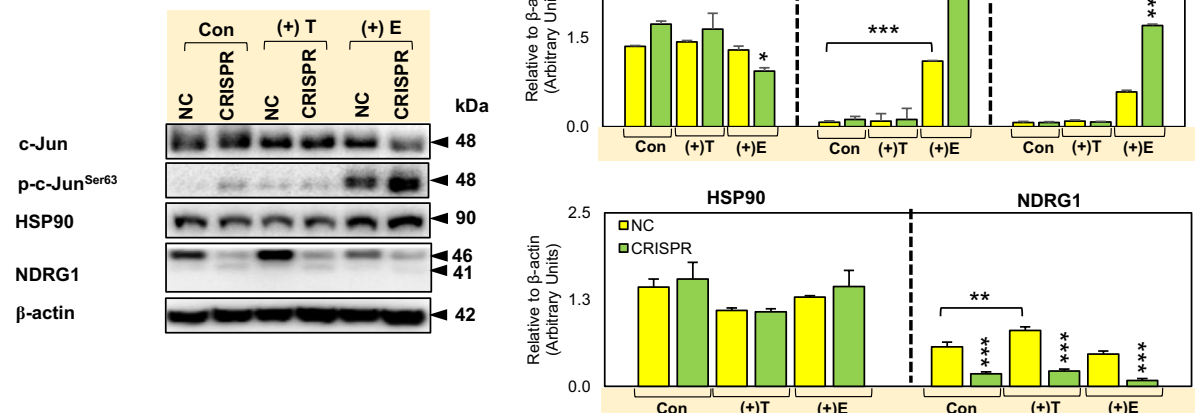 Con (+) T (+) E
NC CRISPR NC CRISPR NC CRISPR
kDa
c-Jun 48
p-c-Jun^Ser63 48
HSP90 90
NDRG1 46
41
β-actin 42
Relative to
(Arbitrary
1.5
0.0
***
*
Con (+)T (+)E
Con (+)T (+)E
Con (+)T (+)E
HSP90 NDRG1
Relative to β-actin
(Arbitrary Units)
2.5
1.3
0.0
NC
CRISPR
**
*** *** ***
Con (+)T (+)E
Con (+)T (+)E